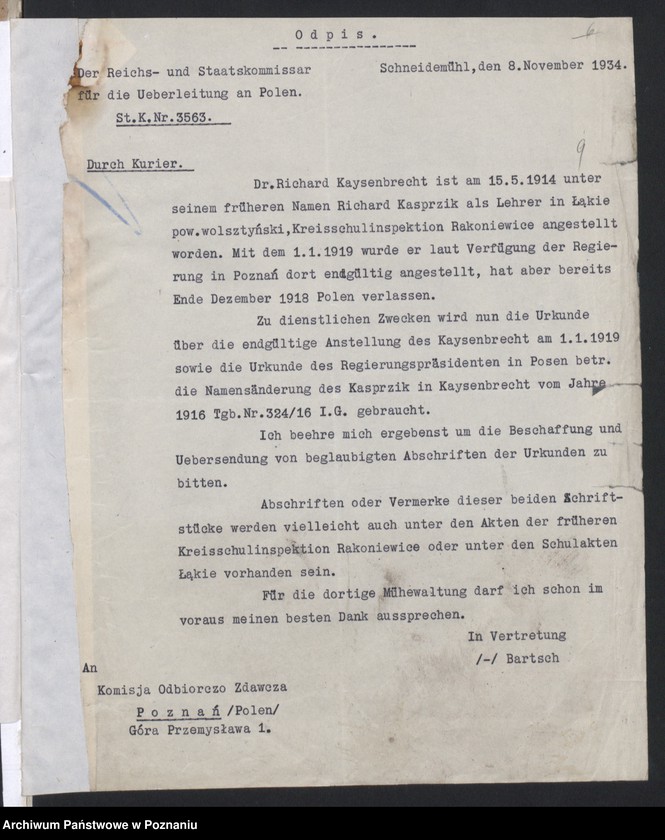 O d p i s .
6
Der Reichs- und Staatskommissar
Schneidemühl,den 8.November 1934.
für die Ueberleitung an Polen.
St.K.Nr.3563.
9
Durch Kurier.
Dr.Richard Kaysenbrecht ist am 15.5.1914 unter
seinem früheren Namen Richard Kasprzik als Lehrer in Łąkie
pow.wolsztyński,Kreisschulinspektion Rakoniewice angestellt
worden. Mit dem 1.1.1919 wurde er laut Verfügung der Regie-
rung in Poznań dort endgültig angestellt, hat aber bereits
Ende Dezember 1918 Polen verlassen.
Zu dienstlichen Zwecken wird nun die Urkunde
über die endgültige Anstellung des Kaysenbrecht am 1.1.1919
sowie die Urkunde des Regierungspräsidenten in Posen betr.
die Namensänderung des Kasprzik in Kaysenbrecht vom Jahre
1916 Tgb.Nr.324/16 I.G. gebraucht.
Ich beehre mich ergebenst um die Beschaffung und
Uebersendung von beglaubigten Abschriften der Urkunden zu
bitten.
Abschriften oder Vermerke dieser beiden Schrift-
stücke werden vielleicht auch unter den Akten der früheren
Kreisschulinspektion Rakoniewice oder unter den Schulakten
Łąkie vorhanden sein.
Für die dortige Mühewaltung darf ich schon im
voraus meinen besten Dank aussprechen.
In Vertretung
/-/ Bartsch
An
Komisja Odbiorczo Zdawcza
P o z n a ń /Polen/
Góra Przemysława 1.
Archiwum Państwowe w Poznaniu